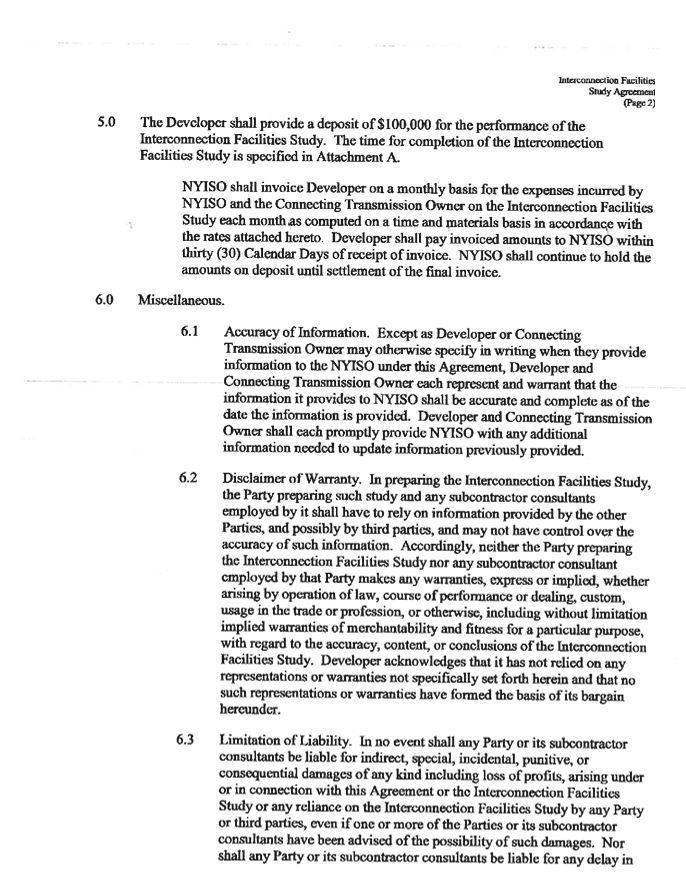 Interconnection Facilities
Study Agreement
(Page 2)
5.0 The Developer shall provide a deposit of $100,000 for the performance of the
Interconnection Facilities Study. The time for completion of the Interconnection
Facilities Study is specified in Attachment A.
NYISO shall invoice Developer on a monthly basis for the expenses incurred by
NYISO and the Connecting Transmission Owner on the Interconnection Facilities
Study each month as computed on a time and materials basis in accordance with
the rates attached hereto. Developer shall pay invoiced amounts to NYISO within
thirty (30) Calendar Days of receipt of invoice. NYISO shall continue to hold the
amounts on deposit until settlement of the final invoice.
6.0 Miscellaneous.
6.1 Accuracy of Information. Except as Developer or Connecting
Transmission Owner may otherwise specify in writing when they provide
information to the NYISO under this Agreement, Developer and
Connecting Transmission Owner each represent and warrant that the
information it provides to NYISO shall be accurate and complete as of the
date the information is provided. Developer and Connecting Transmission
Owner shall each promptly provide NYISO with any additional
information needed to update information previously provided.
6.2 Disclaimer of Warranty. In preparing the Interconnection Facilities Study,
the Party preparing such study and any subcontractor consultants
employed by it shall have to rely on information provided by the other
Parties, and possibly by third parties, and may not have control over the
accuracy of such information. Accordingly, neither the Party preparing
the Interconnection Facilities Study nor any subcontractor consultant
employed by that Party makes any warranties, express or implied, whether
arising by operation of law, course of performance or dealing, custom,
usage in the trade or profession, or otherwise, including without limitation
implied warranties of merchantability and fitness for a particular purpose,
with regard to the accuracy, content, or conclusions of the Interconnection
Facilities Study. Developer acknowledges that it has not relied on any
representations or warranties not specifically set forth herein and that no
such representations or warranties have formed the basis of its bargain
hereunder.
6.3 Limitation of Liability. In no event shall any Party or its subcontractor
consultants be liable for indirect, special, incidental, punitive, or
consequential damages of any kind including loss of profits, arising under
or in connection with this Agreement or the Interconnection Facilities
Study or any reliance on the Interconnection Facilities Study by any Party
or third parties, even if one or more of the Parties or its subcontractor
consultants have been advised of the possibility of such damages. Nor
shall any Party or its subcontractor consultants be liable for any delay in